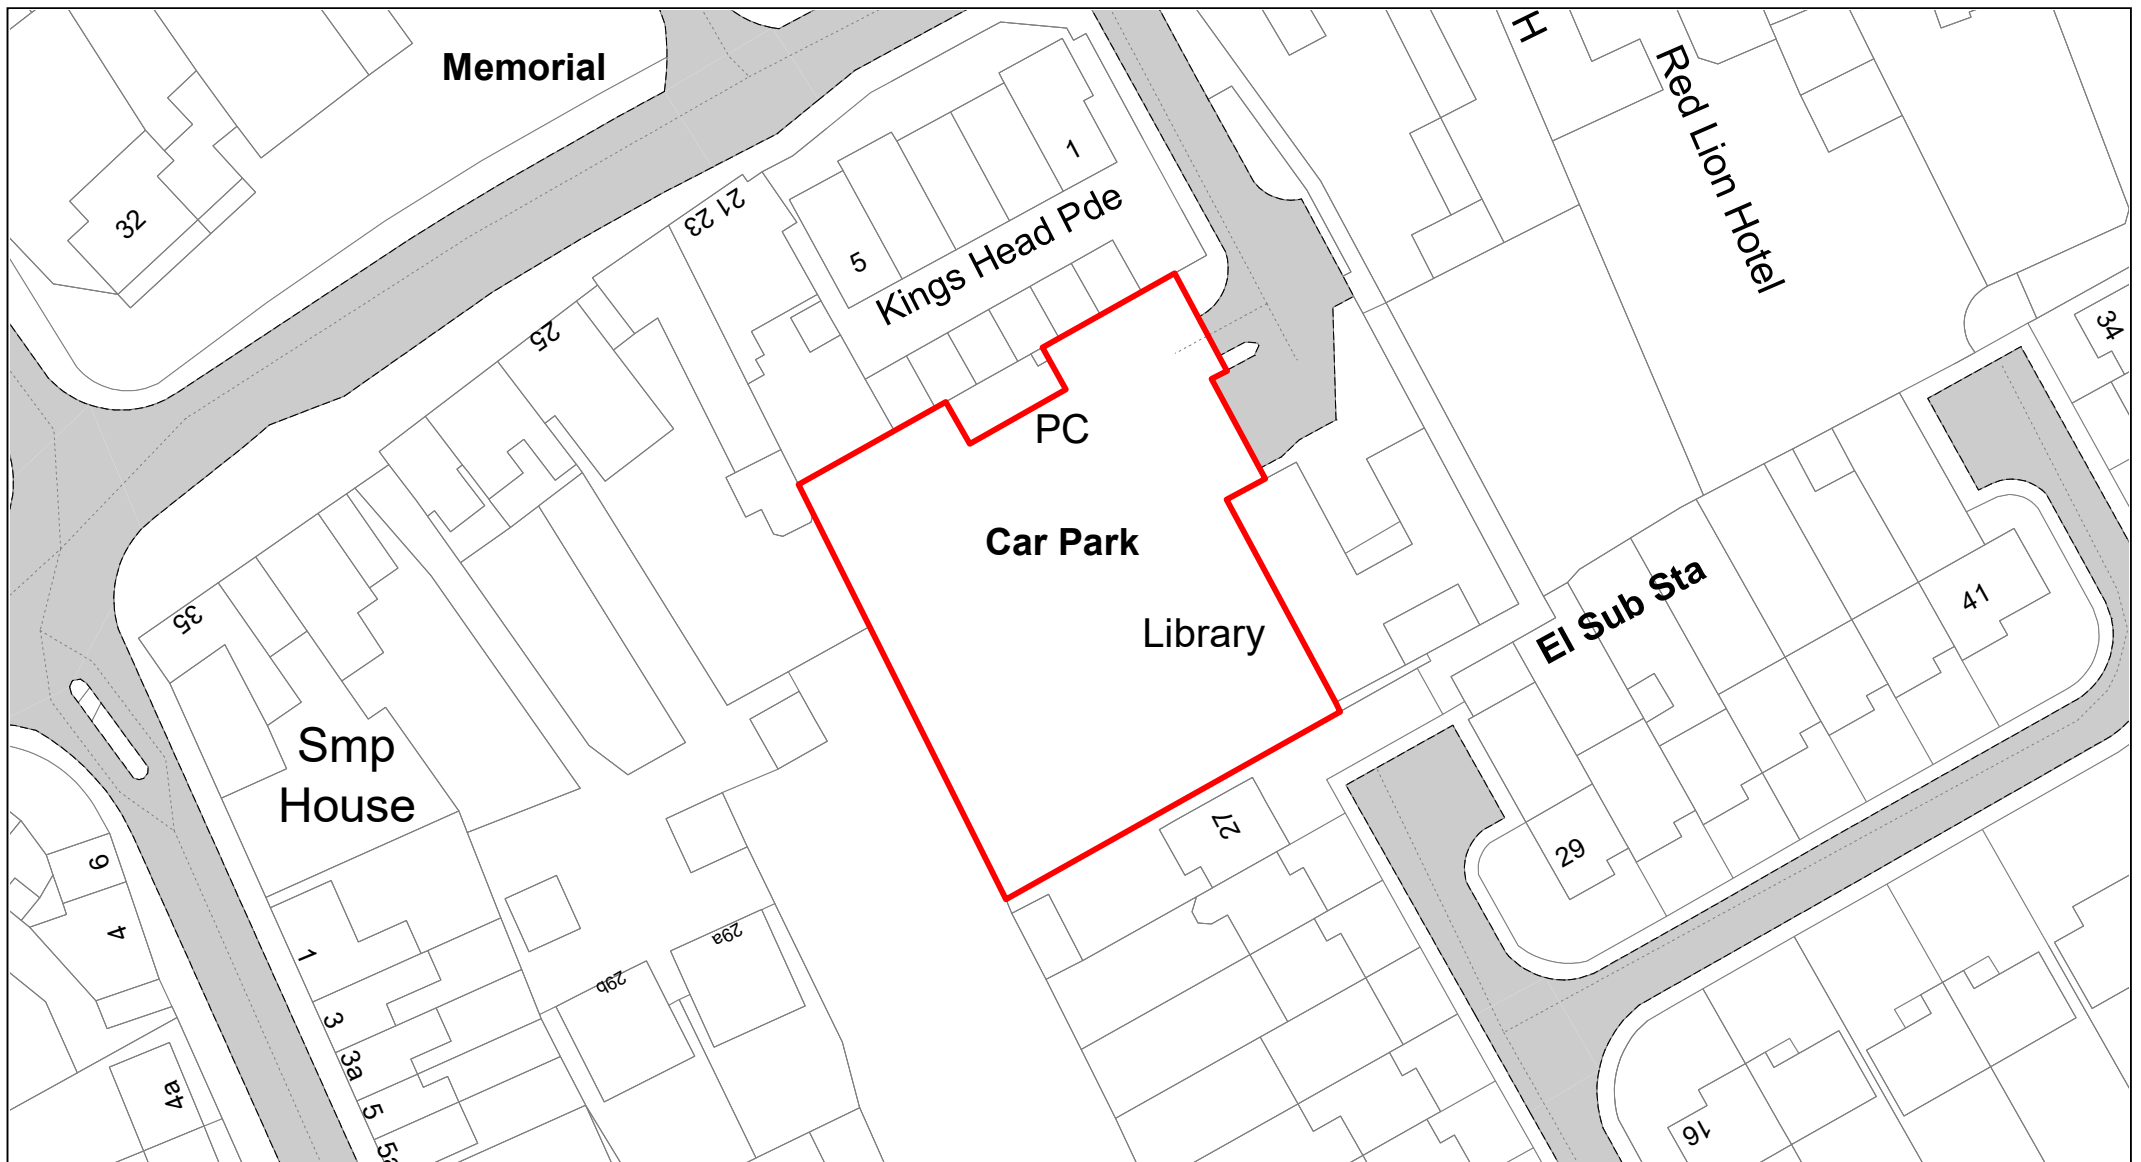 Memorial
H
Red Lion Hotel
32
1
21 23
Kings Head Pde
5
25
34
PC
Car Park
El Sub Sta
41
35
Library
Smp
House
27
29
6
4
1
29a
29b
3
3a
4a
5
16